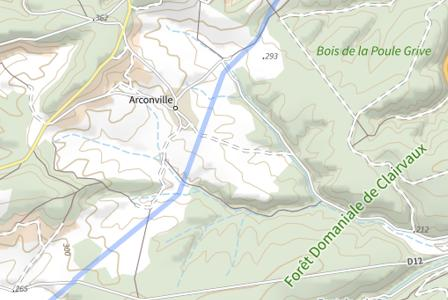 362
293
Bois de la Poule Grive
Arconville
Forêt Domaniale de Clairvaux
212
300
D12
265